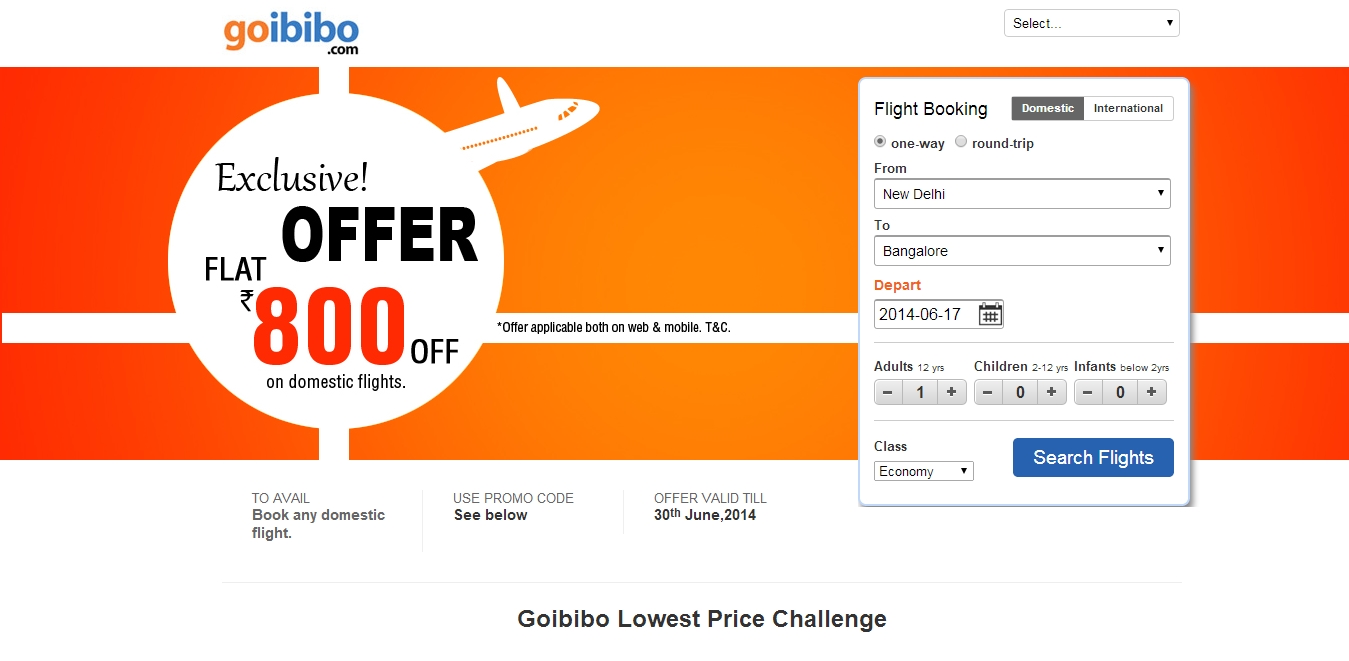 goibibo
.com
Select...
Exclusive!
OFFER
FLAT
₹800 OFF
on domestic flights.
*Offer applicable both on web & mobile. T&C.
Flight Booking
Domestic International
one-way round-trip
From
New Delhi
To
Bangalore
Depart
2014-06-17
Adults 12 yrs Children 2-12 yrs Infants below 2yrs
− 1 + − 0 + − 0 +
Class
Economy
Search Flights
TO AVAIL
Book any domestic
flight.
USE PROMO CODE
See below
OFFER VALID TILL
30th June,2014
Goibibo Lowest Price Challenge